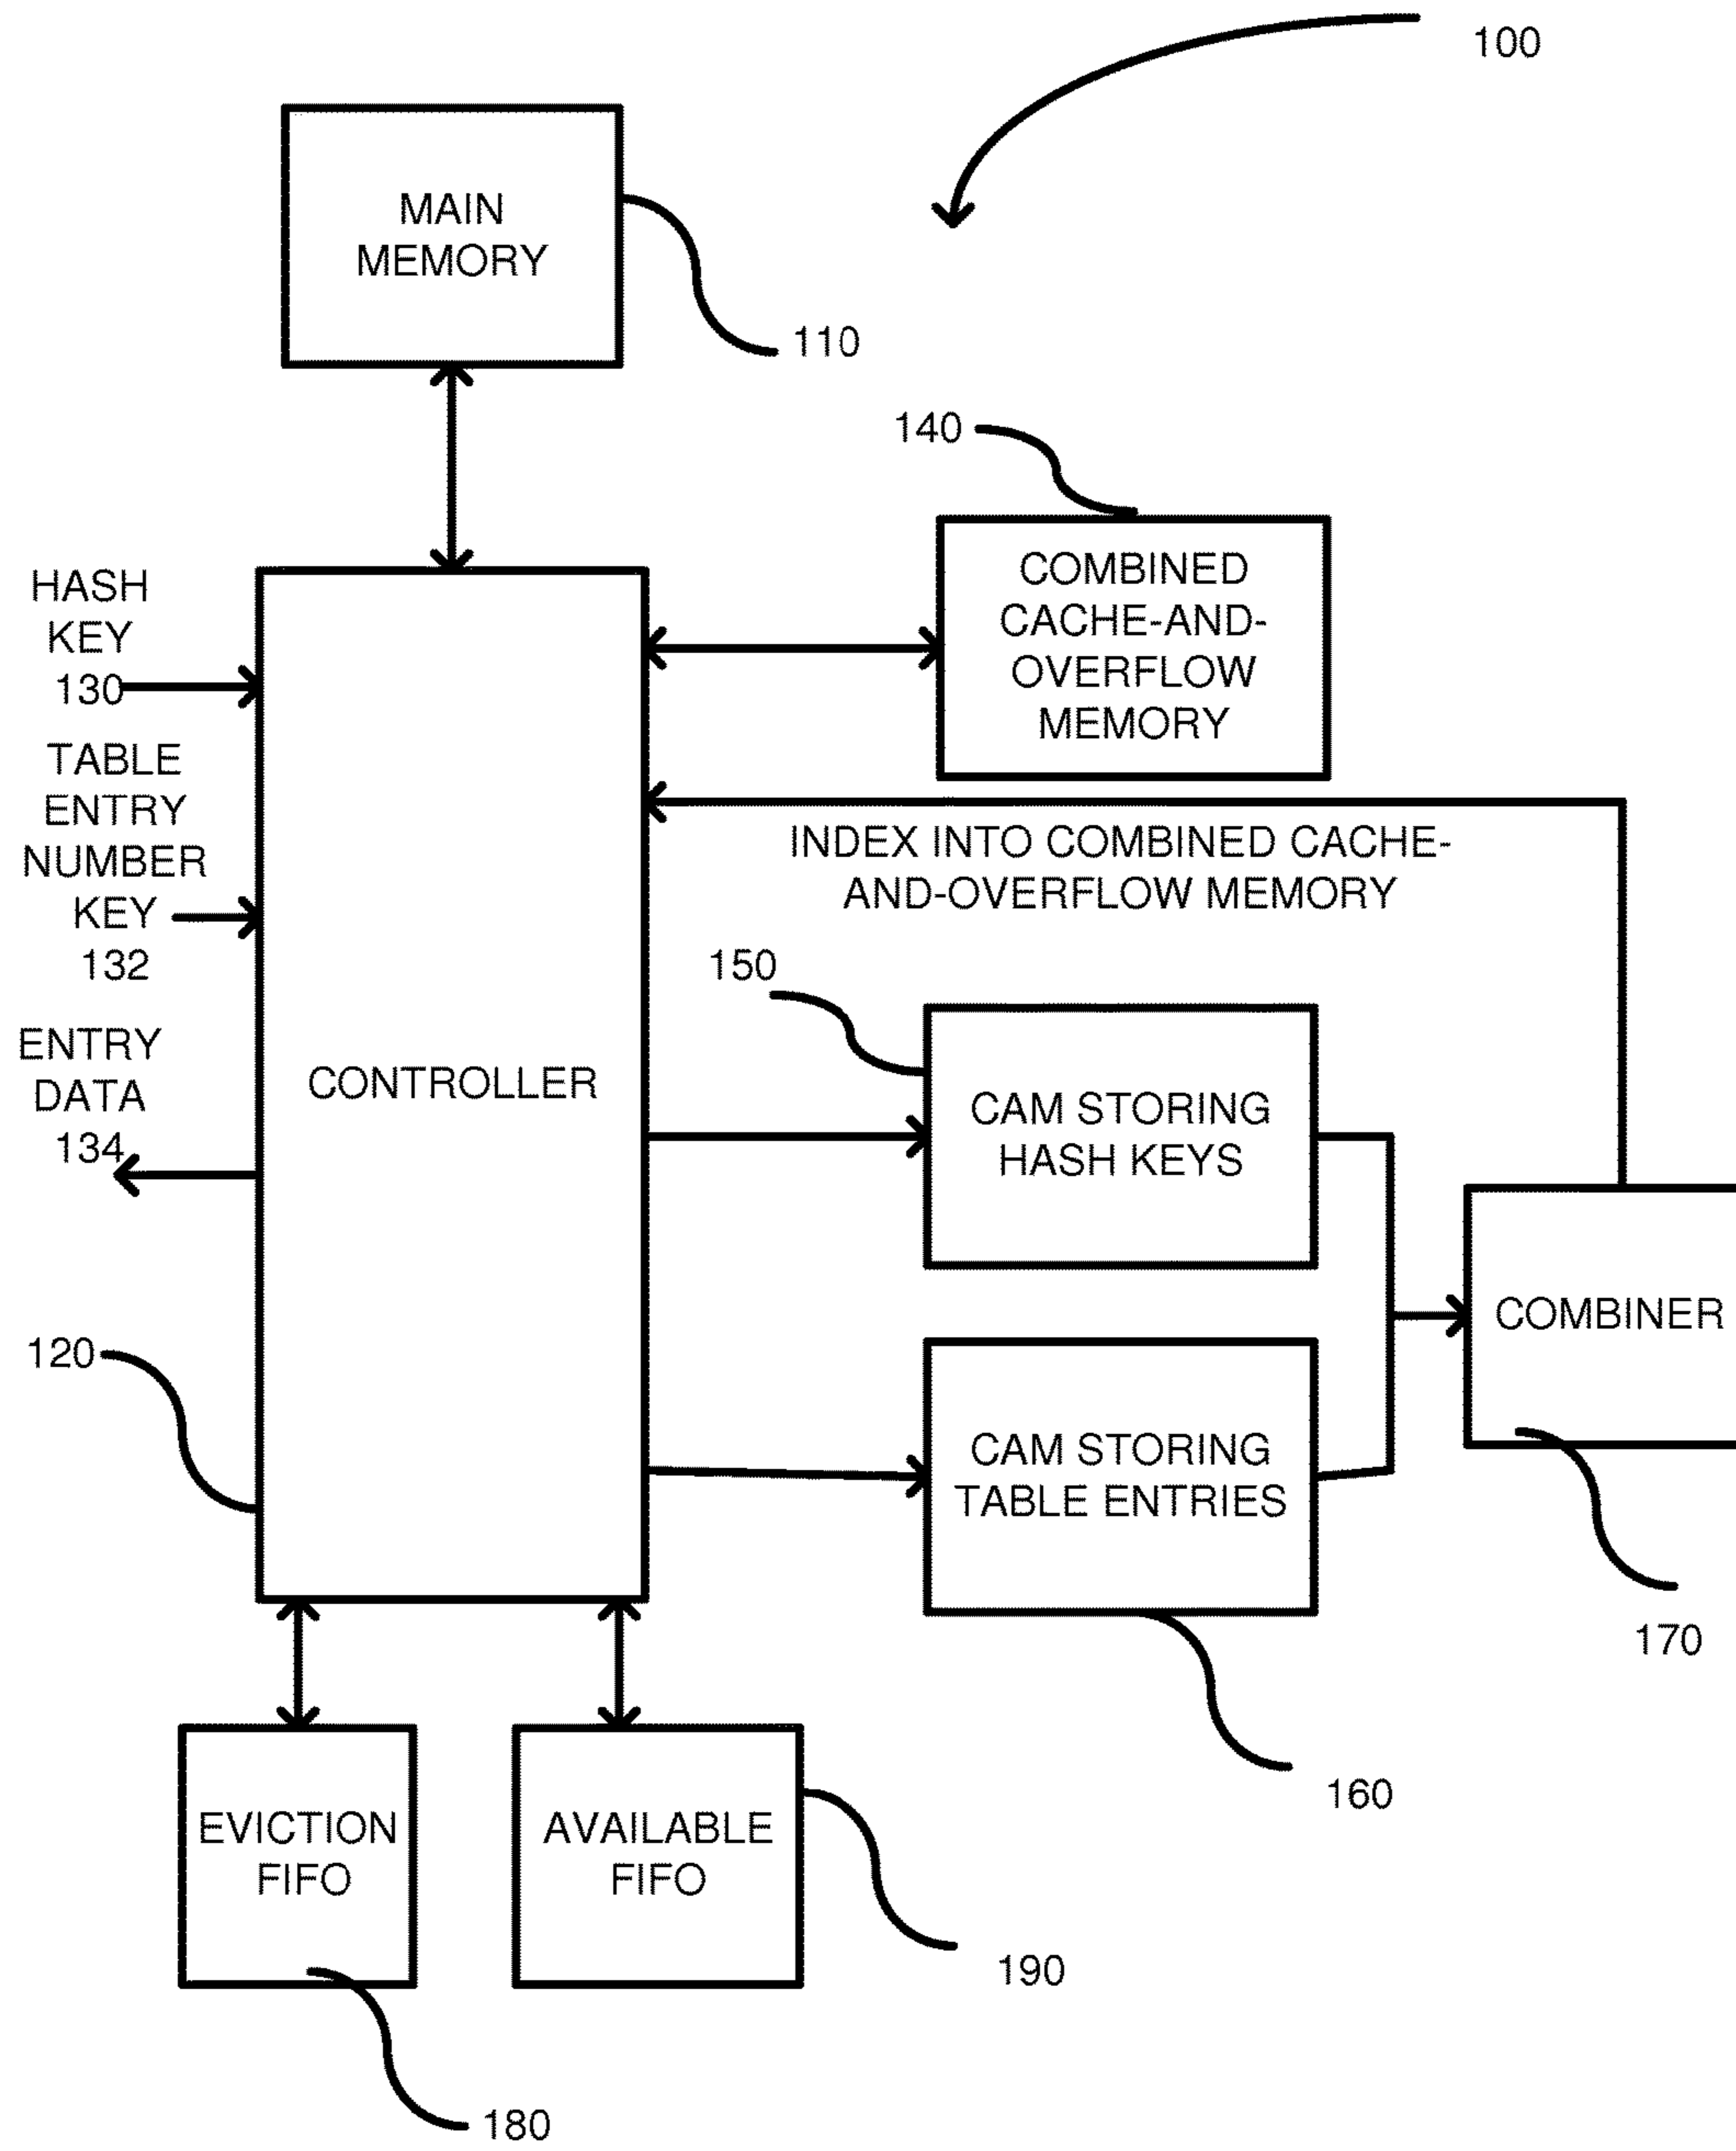 100
MAIN
MEMORY
110
140
COMBINED
CACHE-AND-
OVERFLOW
MEMORY
HASH
KEY
130
TABLE
ENTRY
NUMBER
KEY
132
INDEX INTO COMBINED CACHE-
AND-OVERFLOW MEMORY
150
ENTRY
DATA
134
CONTROLLER
CAM STORING
HASH KEYS
COMBINER
120
CAM STORING
TABLE ENTRIES
170
160
EVICTION
FIFO
AVAILABLE
FIFO
190
180